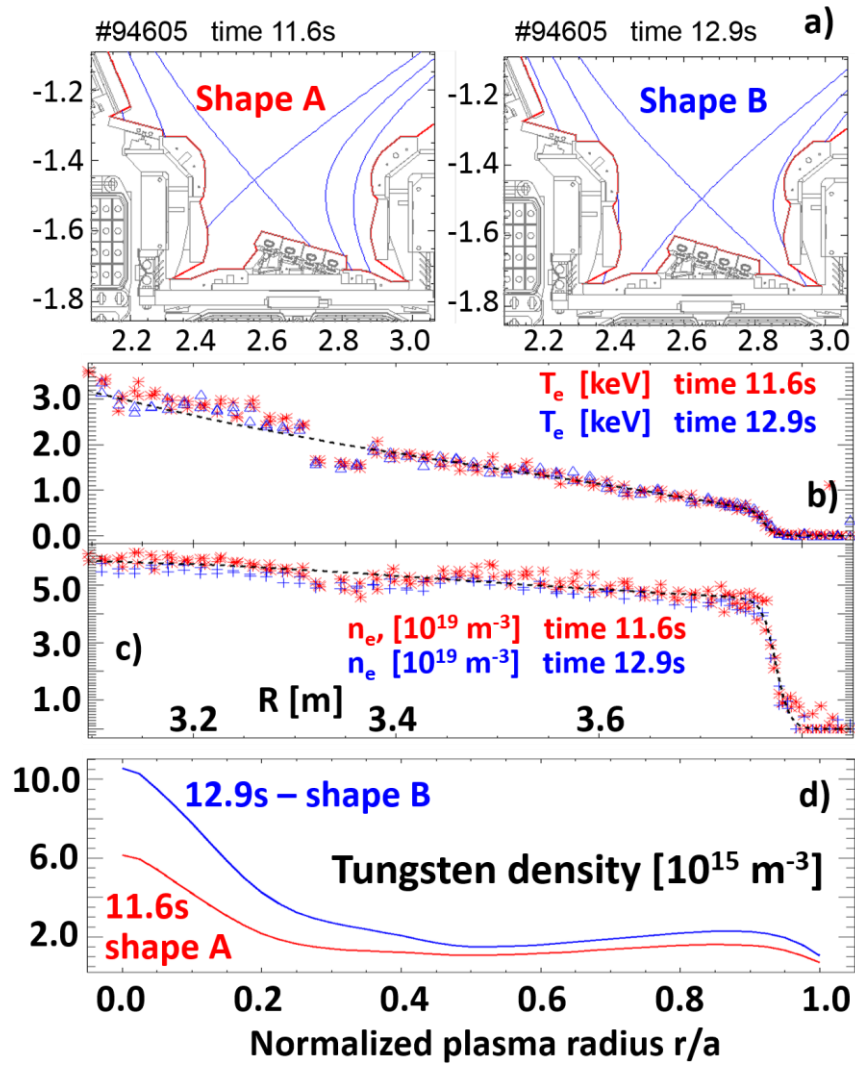 #94605 time 11.6s
#94605 time 12.9s
a)
Shape A
Shape B
-1.2
-1.4
-1.6
-1.8
-1.2
-1.4
-1.6
-1.8
2.2 2.4 2.6 2.8 3.0
2.2 2.4 2.6 2.8 3.0
3.0
2.0
1.0
0.0
T_e [keV] time 11.6s
T_e [keV] time 12.9s
b)
5.0
3.0
1.0
c)
n_e, [10^19 m^-3] time 11.6s
n_e [10^19 m^-3] time 12.9s
R [m]
3.2 3.4 3.6
10.0
6.0
2.0
12.9s – shape B
d)
Tungsten density [10^15 m^-3]
11.6s
shape A
0.0 0.2 0.4 0.6 0.8 1.0
Normalized plasma radius r/a